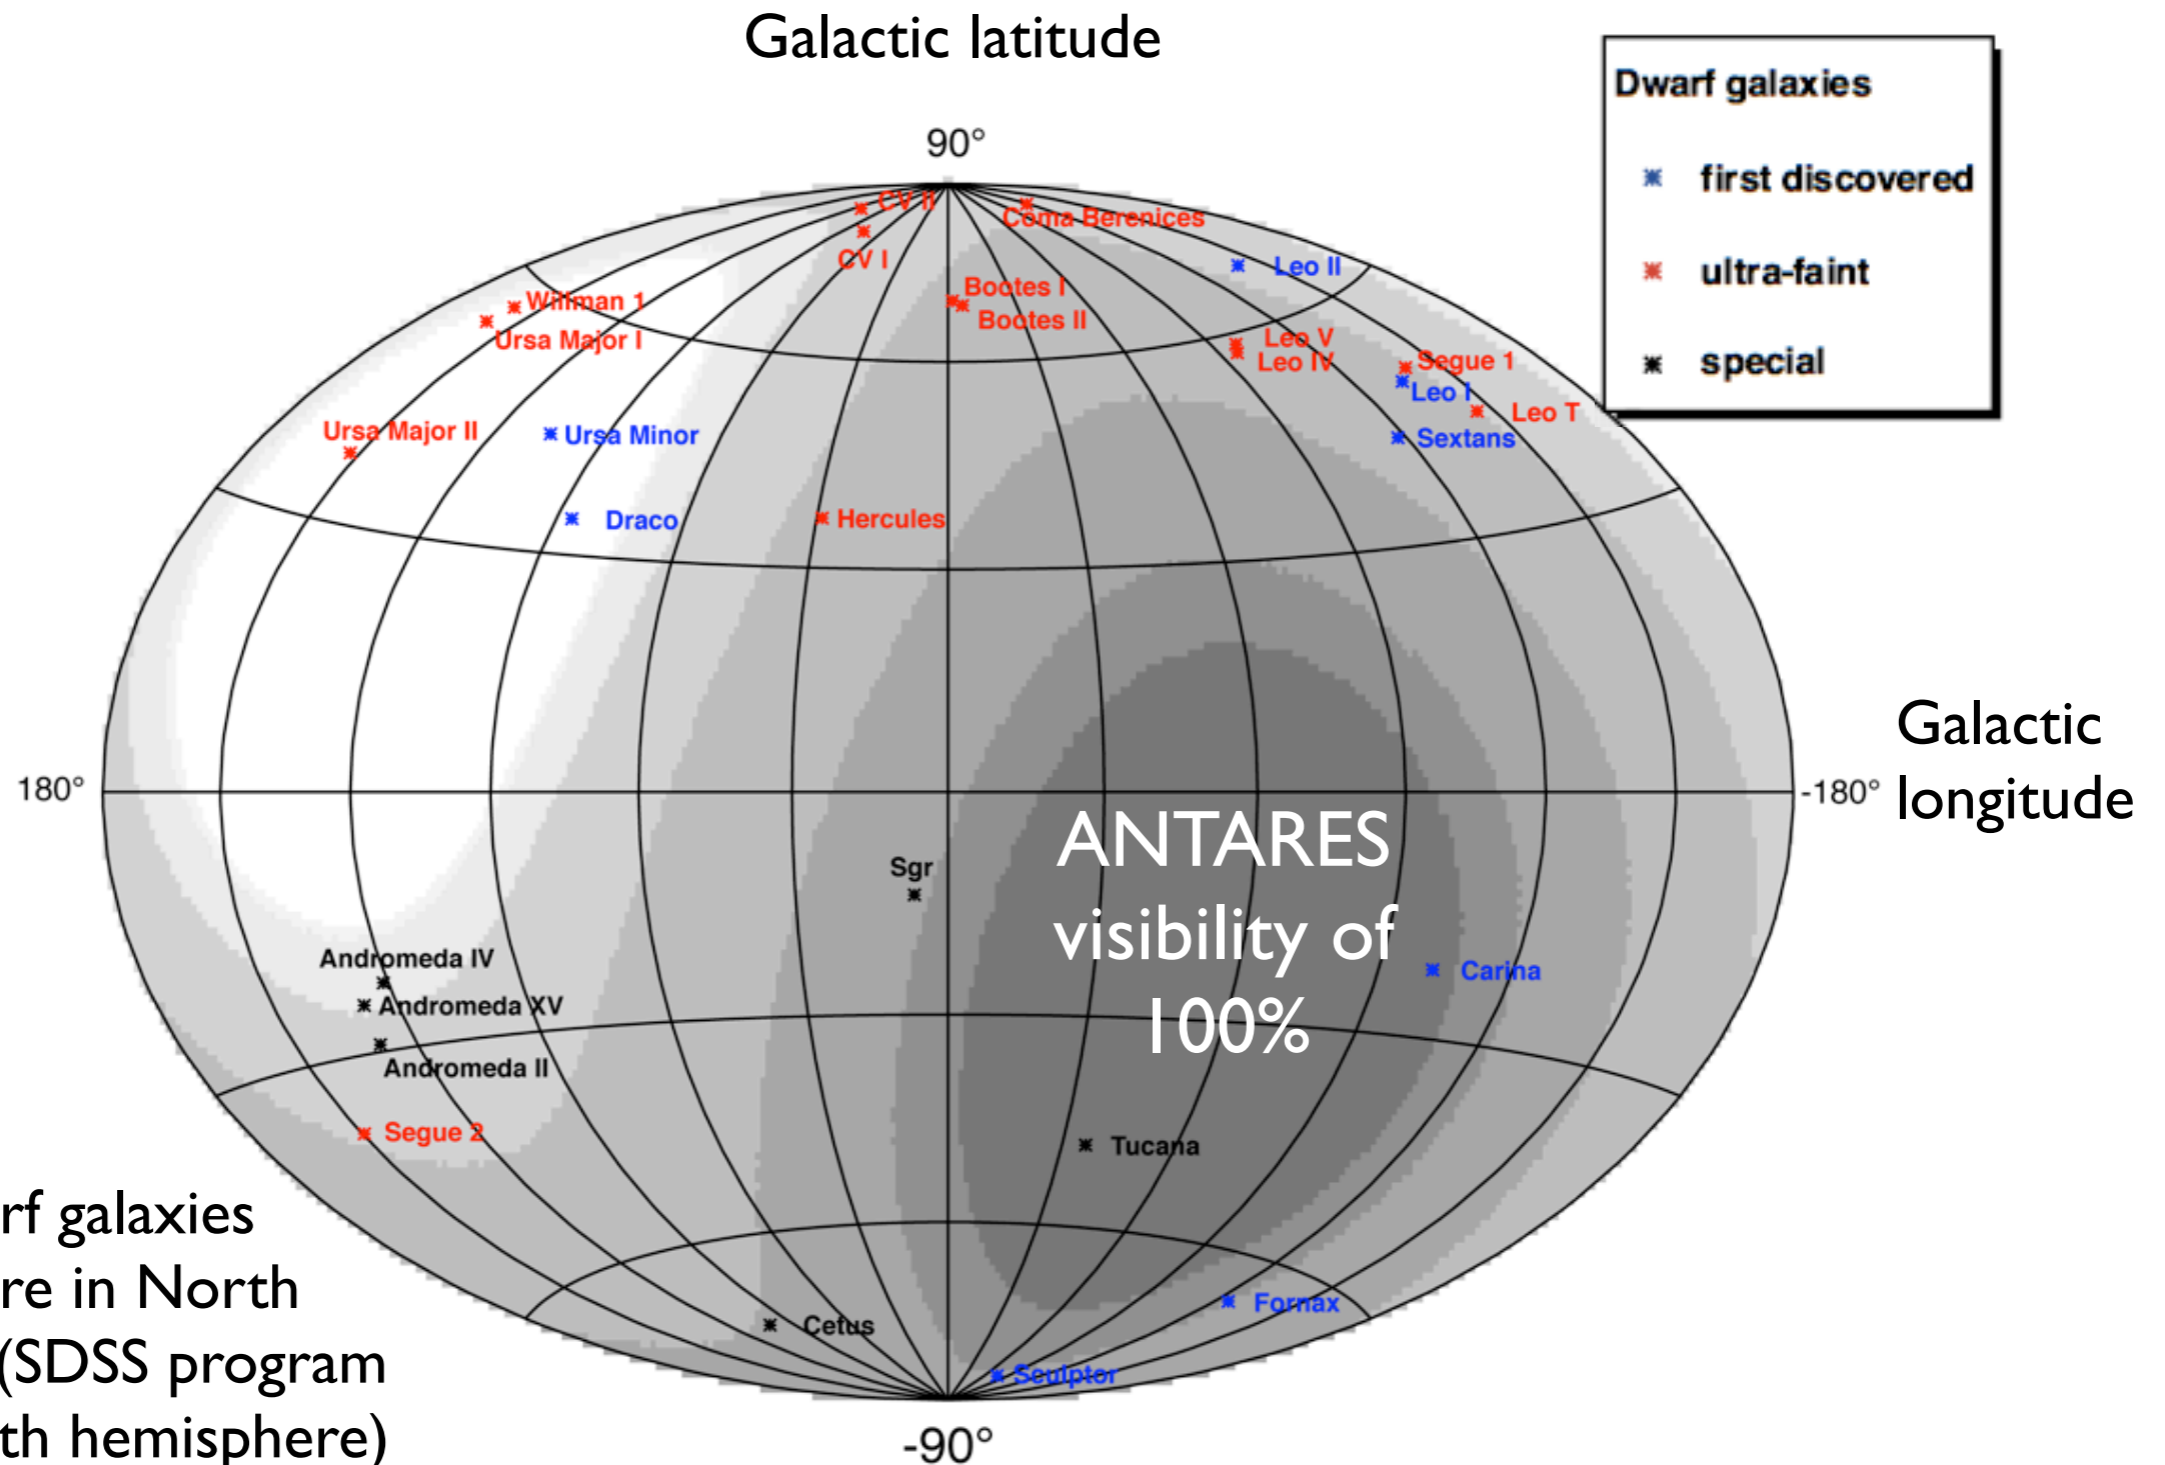 Galactic latitude
Dwarf galaxies
first discovered
ultra-faint
special
90°
CV II
Coma Berenices
CV I
Leo II
Bootes I
Willman 1
Bootes II
Ursa Major I
Leo V
Leo IV
Segue 1
Leo I
Leo T
Ursa Major II
Ursa Minor
Sextans
Draco
Hercules
Galactic
longitude
180°
-180°
ANTARES
visibility of
100%
Sgr
Andromeda IV
Carina
Andromeda XV
Andromeda II
Segue 2
Tucana
rf galaxies
re in North
(SDSS program
th hemisphere)
Fornax
Cetus
Sculptor
-90°